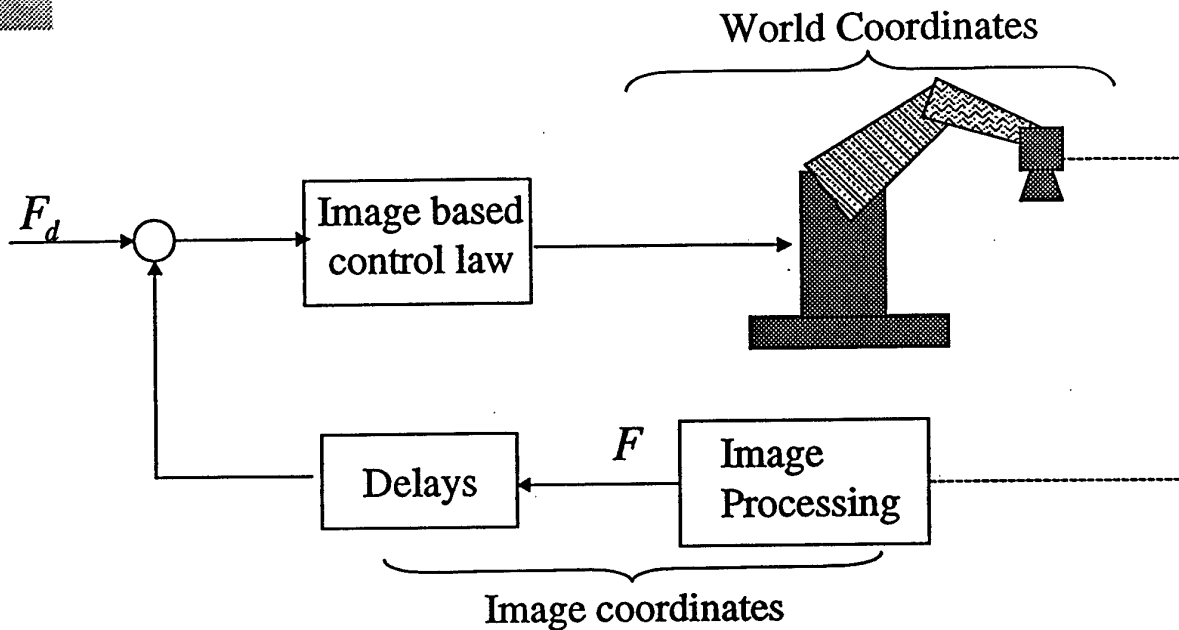 World Coordinates
F_d
Image based
control law
F
Image
Processing
Delays
Image coordinates